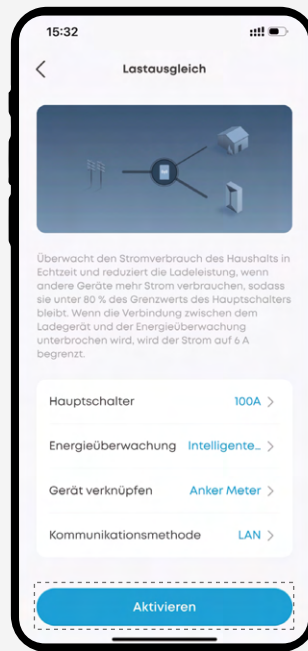 15:32
Lastausgleich
Überwacht den Stromverbrauch des Haushalts in
Echtzeit und reduziert die Ladeleistung, wenn
andere Geräte mehr Strom verbrauchen, sodass
sie unter 80 % des Grenzwerts des Hauptschalters
bleibt. Wenn die Verbindung zwischen dem
Ladegerät und der Energieüberwachung
unterbrochen wird, wird der Strom auf 6 A
begrenzt.
Hauptschalter 100A >
Energieüberwachung Intelligente... >
Gerät verknüpfen Anker Meter >
Kommunikationsmethode LAN >
Aktivieren